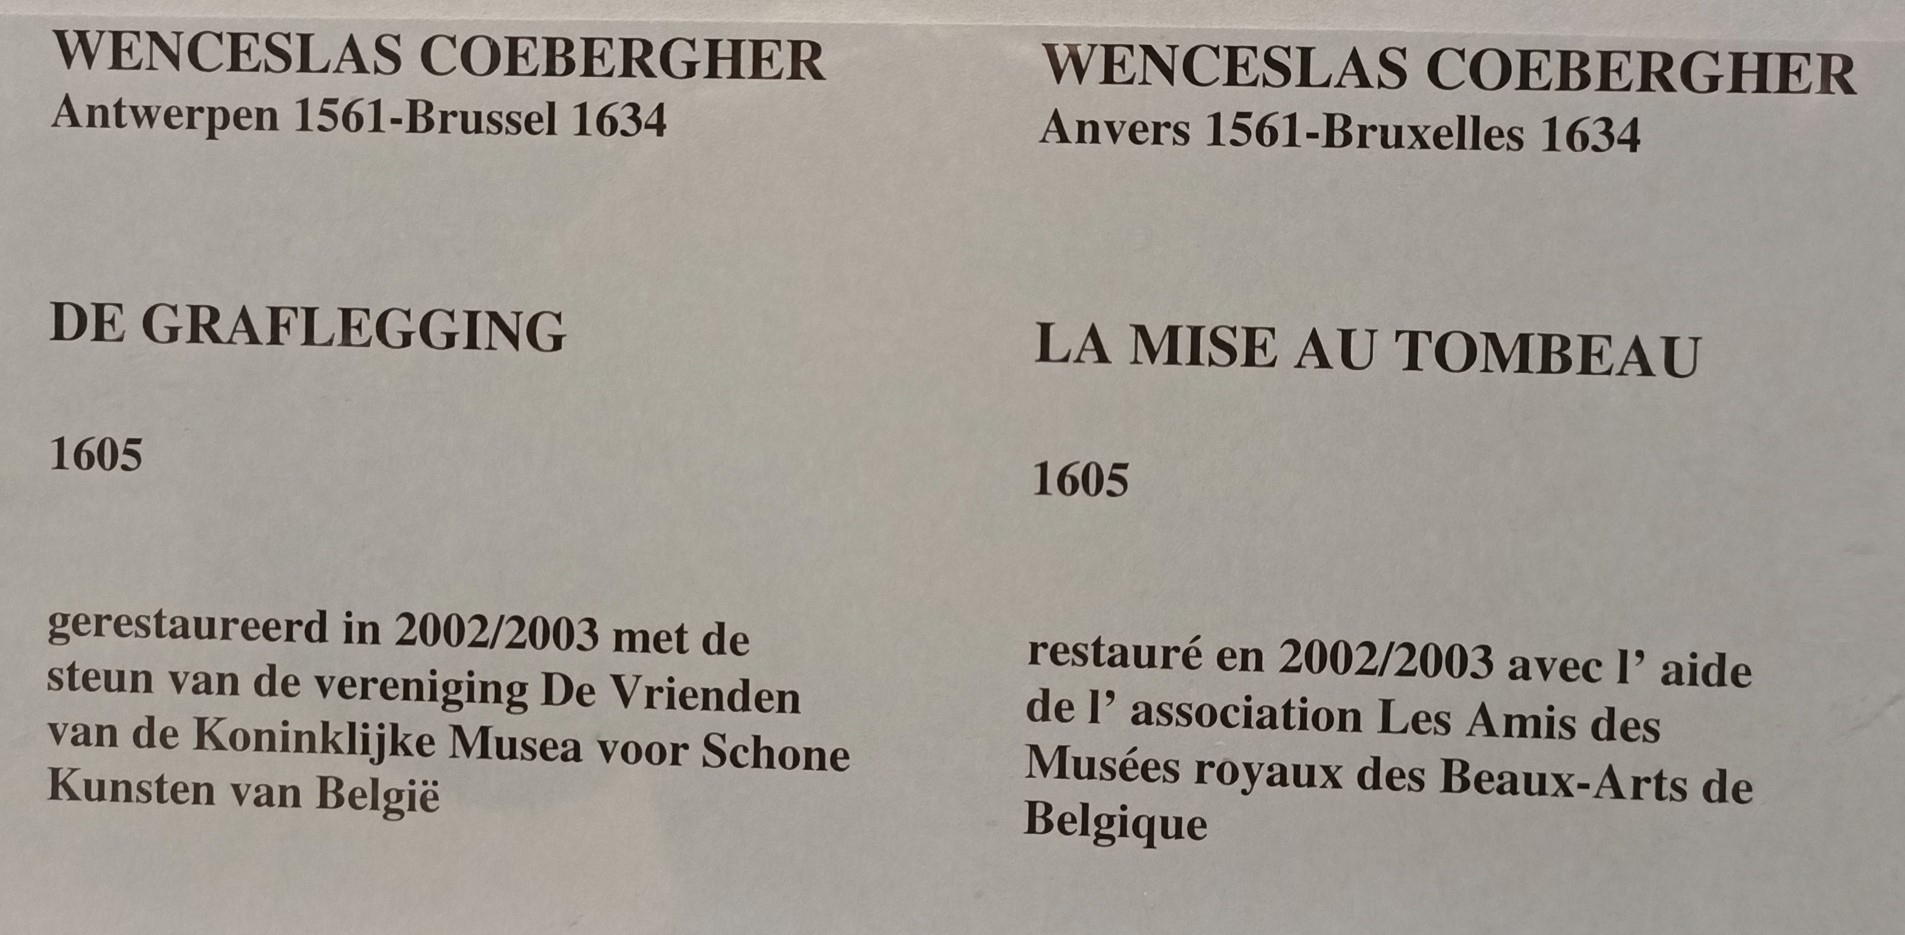 WENCESLAS COEBERGHER
Antwerpen 1561-Brussel 1634
DE GRAFLEGGING
1605
gerestaureerd in 2002/2003 met de
steun van de vereniging De Vrienden
van de Koninklijke Musea voor Schone
Kunsten van België
WENCESLAS COEBERGHER
Anvers 1561-Bruxelles 1634
LA MISE AU TOMBEAU
1605
restauré en 2002/2003 avec l’ aide
de l’ association Les Amis des
Musées royaux des Beaux-Arts de
Belgique